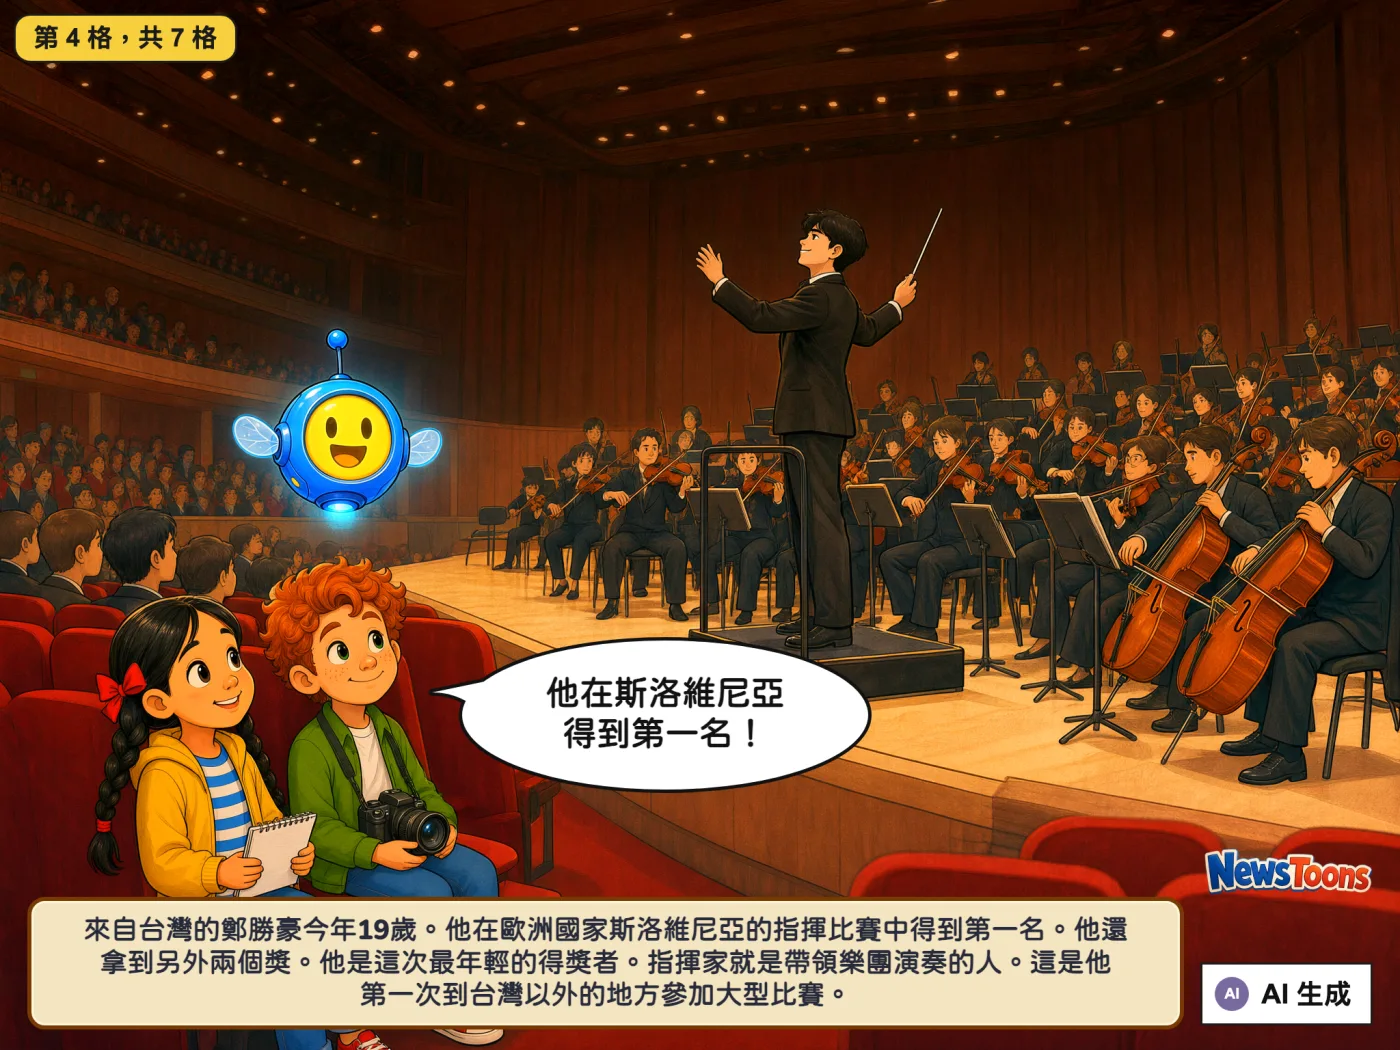 第 4 格，共 7 格
他在斯洛維尼亞
得到第一名！
來自台灣的鄭勝豪今年19歲。他在歐洲國家斯洛維尼亞的指揮比賽中得到第一名。他還
拿到另外兩個獎。他是這次最年輕的得獎者。指揮家就是帶領樂團演奏的人。這是他
第一次到台灣以外的地方參加大型比賽。
NewsToons
AI AI 生成